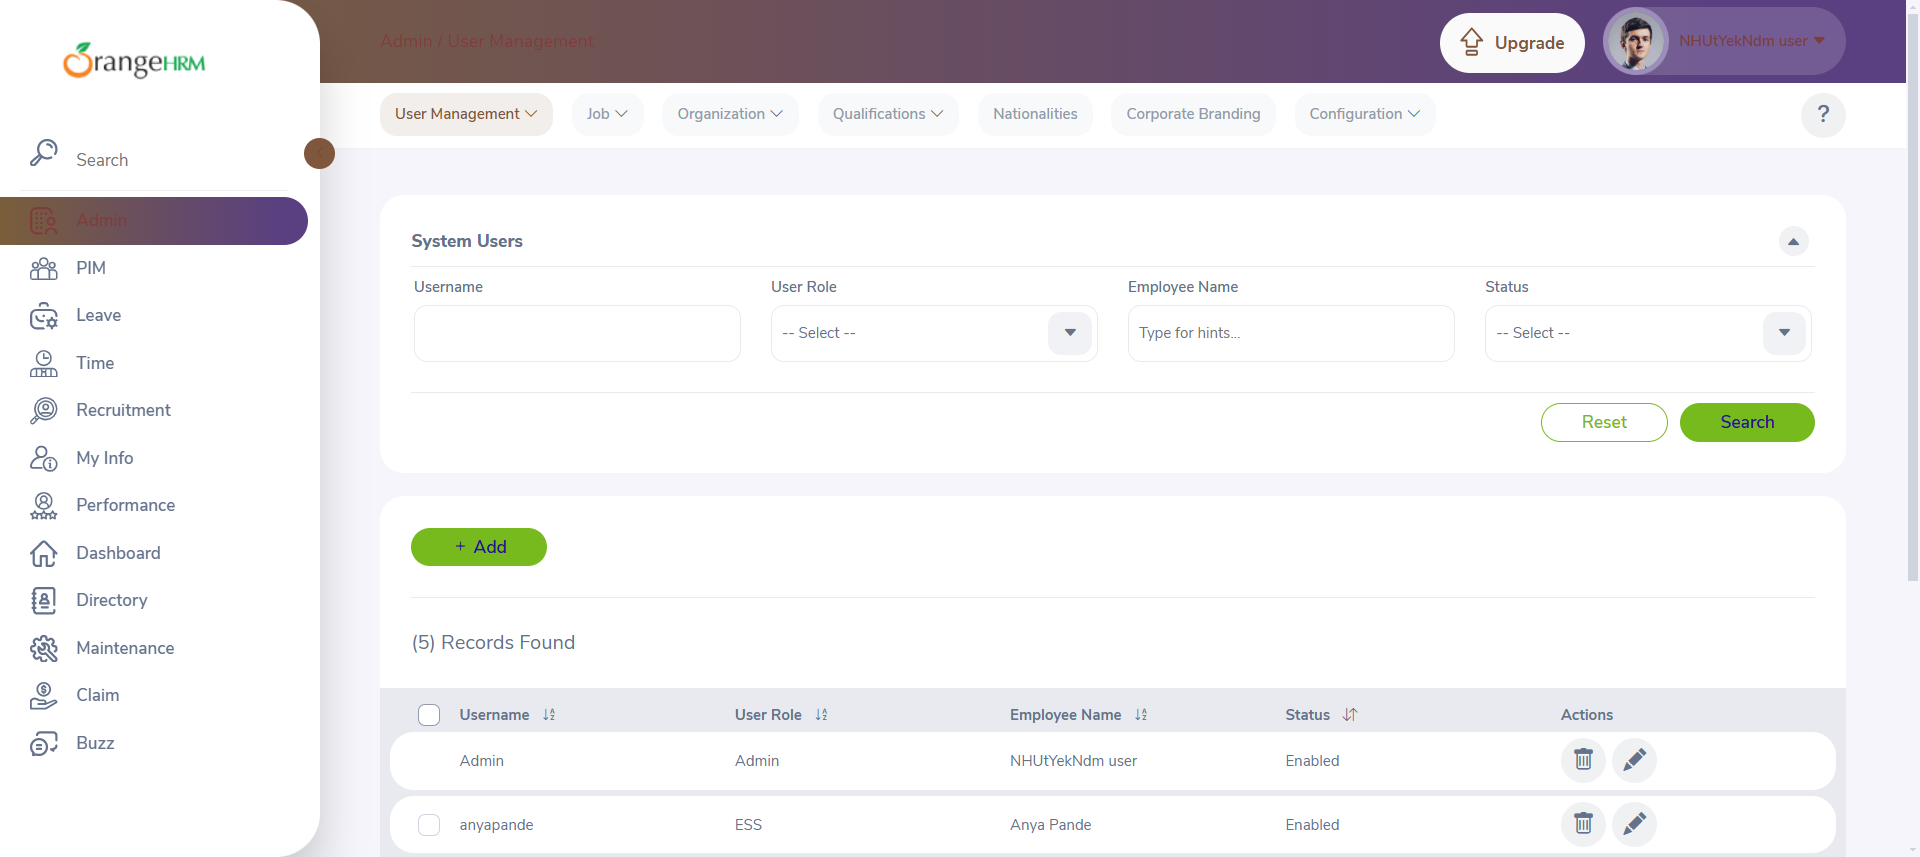 OrangeHRM
Admin / User Management
Upgrade
NHUtYekNdm user
User Management
Job
Organization
Qualifications
Nationalities
Corporate Branding
Configuration
?
Search
Admin
PIM
Leave
Time
Recruitment
My Info
Performance
Dashboard
Directory
Maintenance
Claim
Buzz
System Users
Username
User Role
Employee Name
Status
-- Select --
Type for hints...
-- Select --
Reset
Search
+ Add
(5) Records Found
Username User Role Employee Name Status Actions
Admin Admin NHUtYekNdm user Enabled
anyapande ESS Anya Pande Enabled